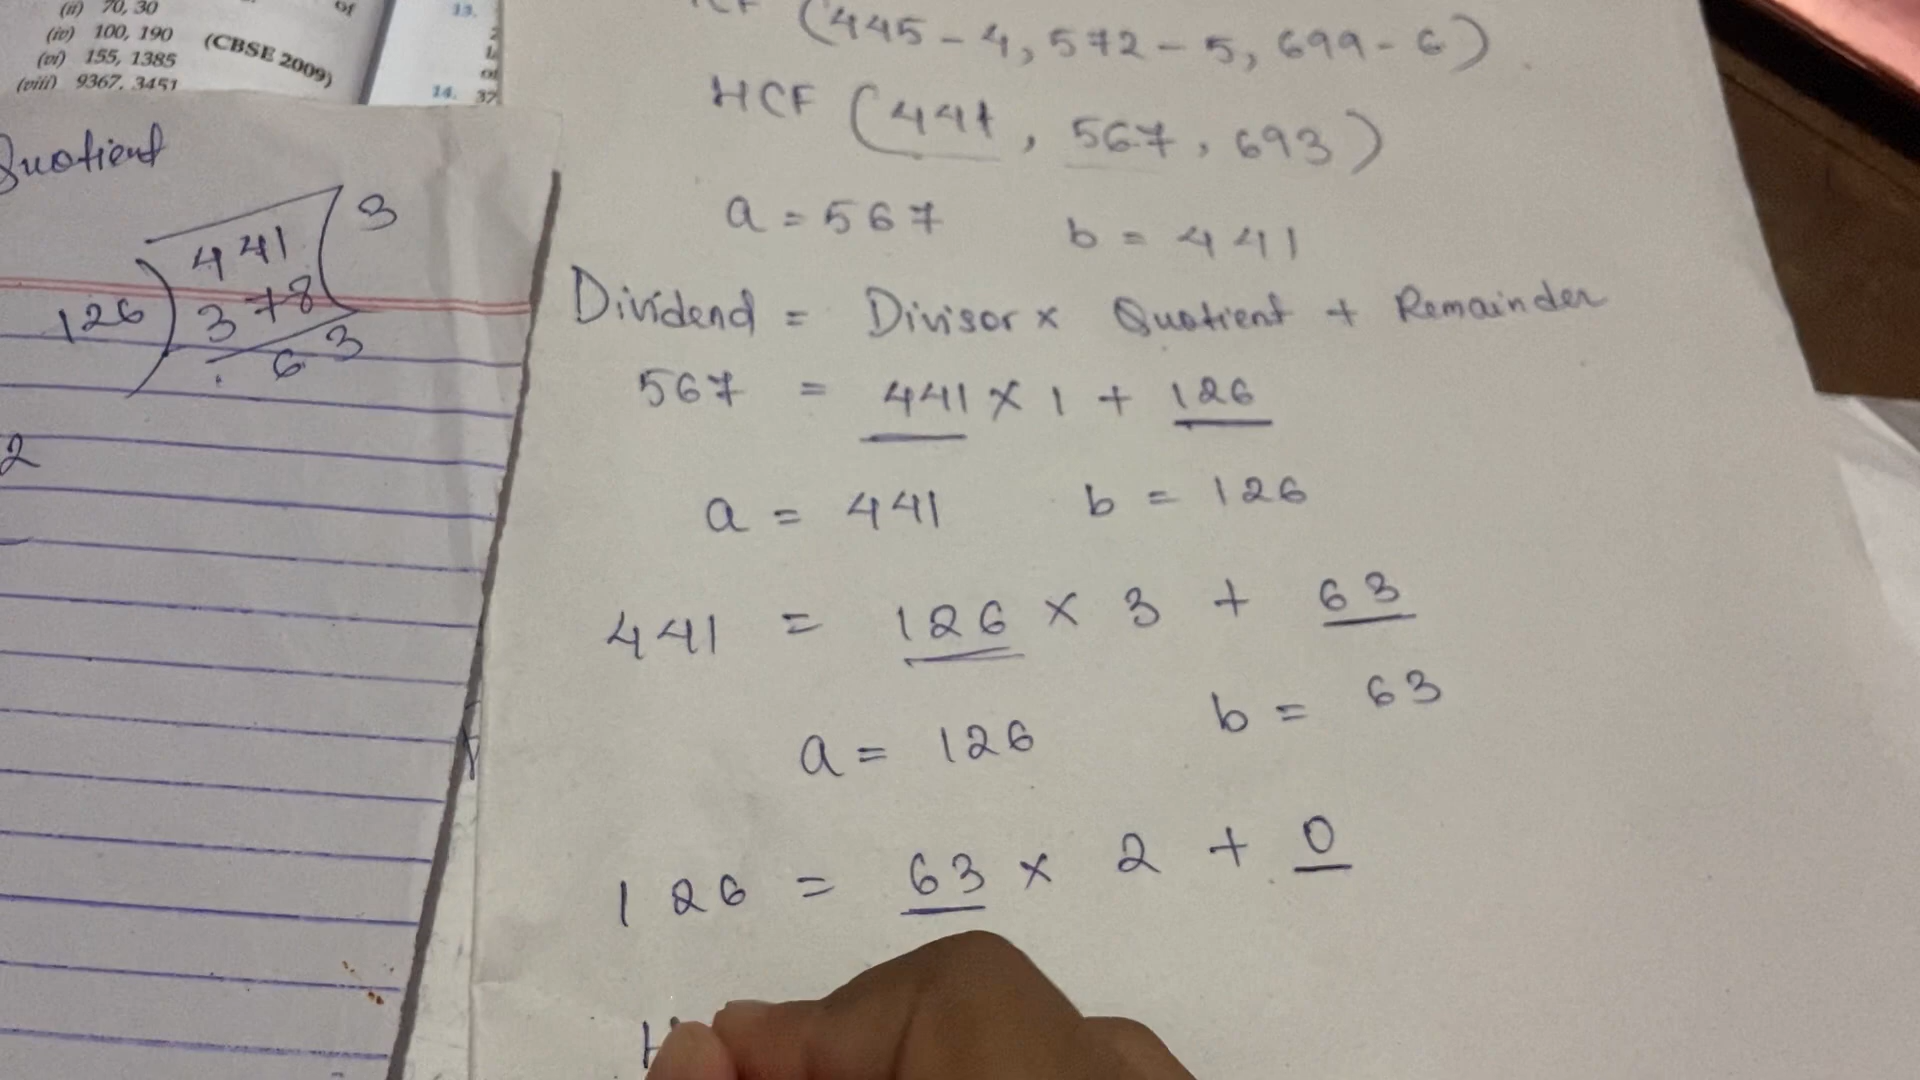 (ii) 70, 30
(iv) 100, 190
(vi) 155, 1385
(viii) 9367, 3451
(CBSE 2009)
of
13.
14. 37
Quotient
441 3
126 ) 378
63
2
(445 - 4, 572 - 5, 699 - 6)
HCF (441, 567, 693)
a = 567 b = 441
Dividend = Divisor x Quotient + Remainder
567 = 441 x 1 + 126
a = 441 b = 126
441 = 126 x 3 + 63
a = 126 b = 63
126 = 63 x 2 + 0
H